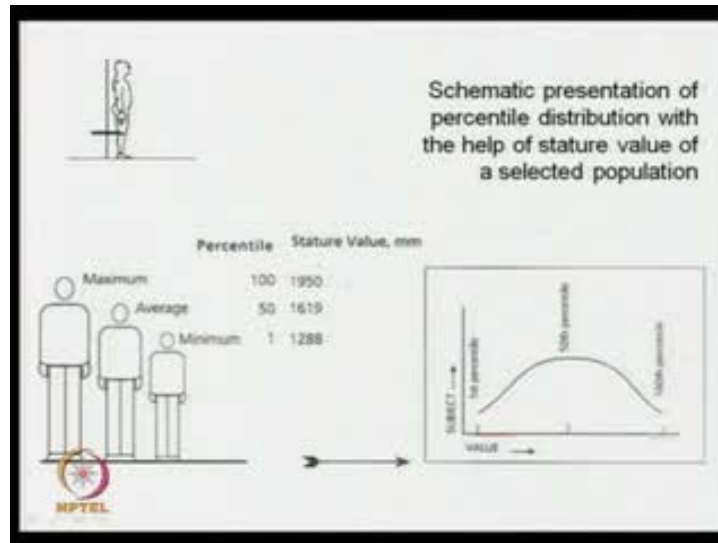 Schematic presentation of
percentile distribution with
the help of stature value of
a selected population
Percentile Stature Value, mm
Maximum 100 1950
Average 50 1619
Minimum 1 1288
1st percentile
50th percentile
100th percentile
SUBJECT
VALUE
NPTEL